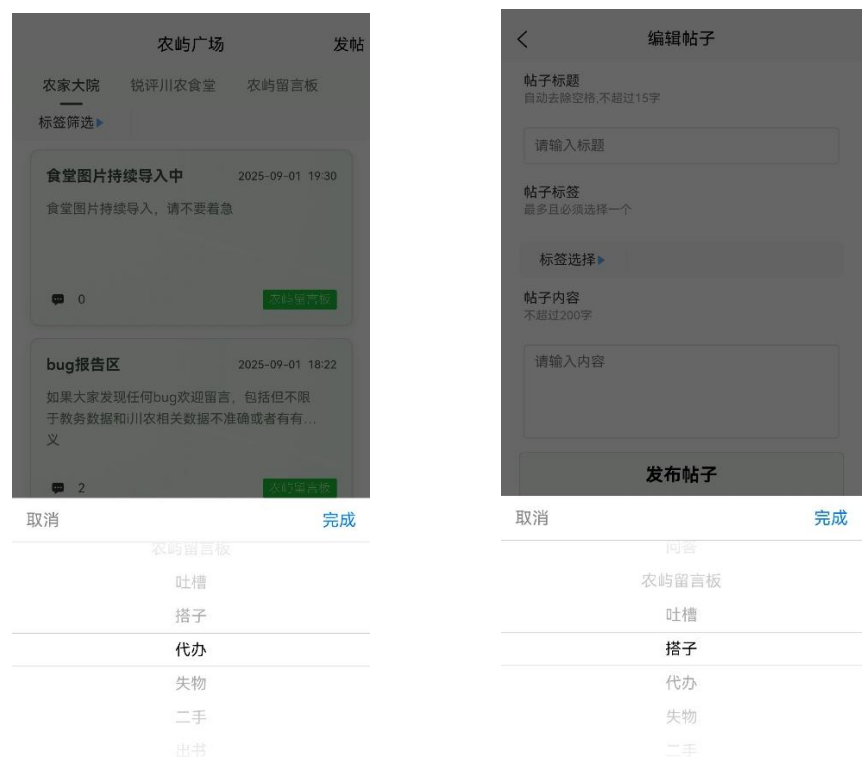 农屿广场
发帖
农家大院 锐评川农食堂 农屿留言板
标签筛选
食堂图片持续导入中 2025-09-01 19:30
食堂图片持续导入，请不要着急
0 农屿留言板
bug报告区 2025-09-01 18:22
如果大家发现任何bug欢迎留言，包括但不限
于教务数据和i川农相关数据不准确或者有有...
义
2 农屿留言板
取消 完成
农屿留言板
吐槽
搭子
代办
失物
二手
出书
编辑帖子
帖子标题
自动去除空格,不超过15字
请输入标题
帖子标签
最多且必须选择一个
标签选择
帖子内容
不超过200字
请输入内容
发布帖子
取消 完成
问答
农屿留言板
吐槽
搭子
代办
失物
二手